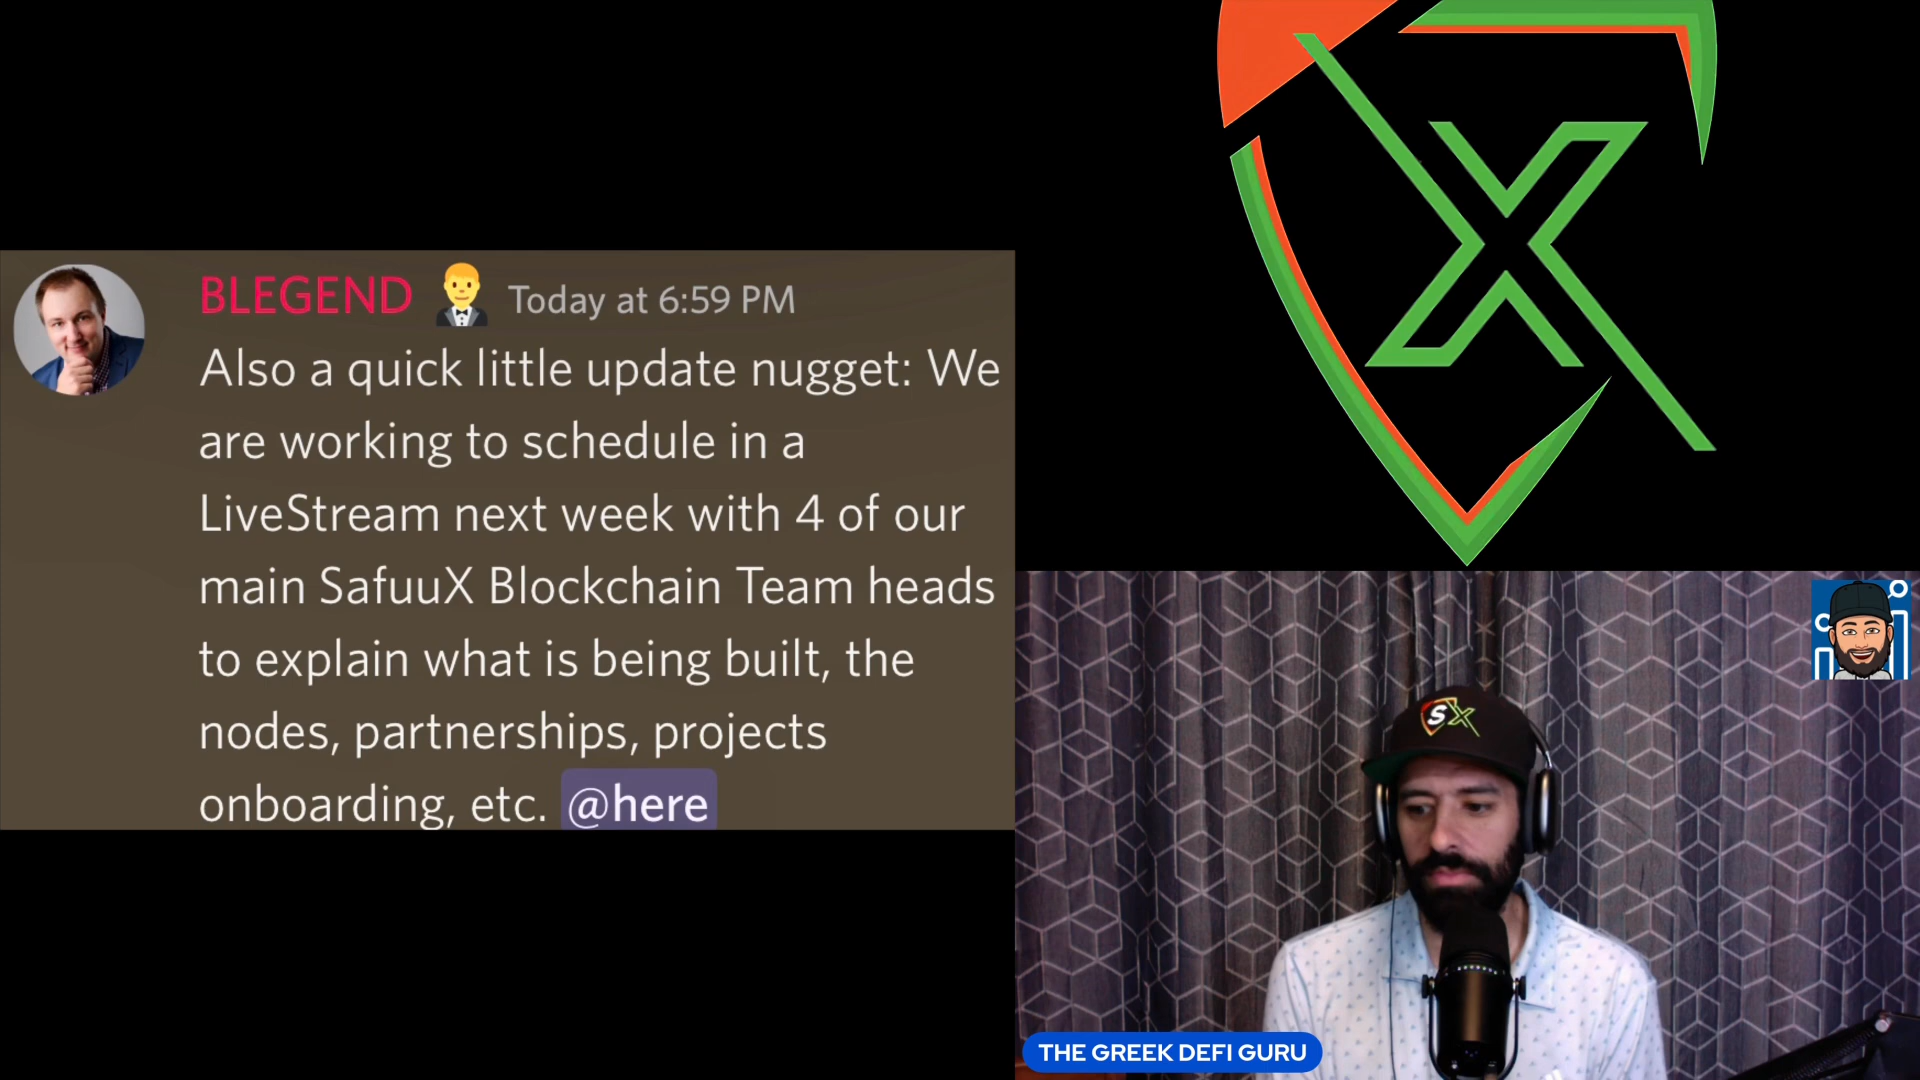 BLEGEND Today at 6:59 PM
Also a quick little update nugget: We
are working to schedule in a
LiveStream next week with 4 of our
main SafuuX Blockchain Team heads
to explain what is being built, the
nodes, partnerships, projects
onboarding, etc. @here
X
SX
THE GREEK DEFI GURU